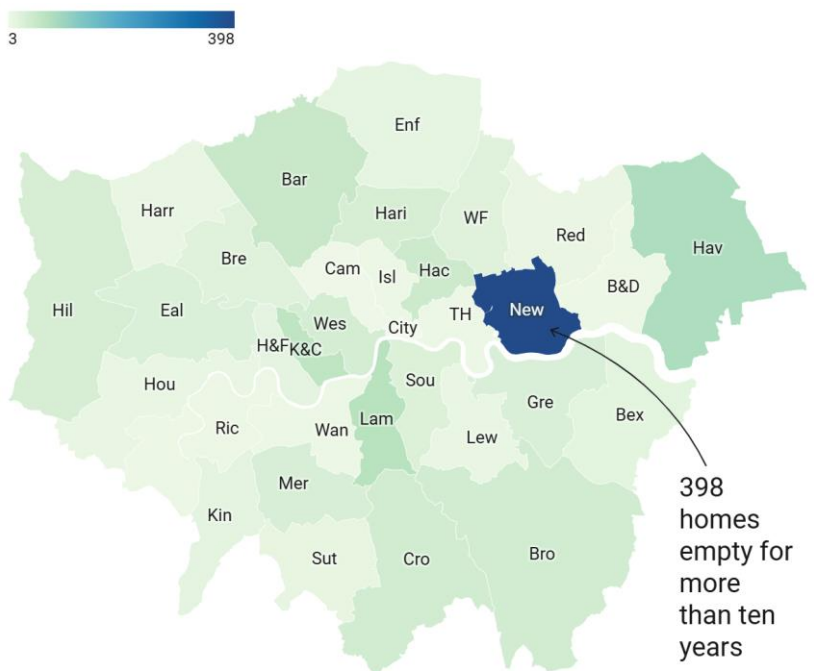 3 398
Enf
Bar
Harr
Hari
WF
Red
Hav
Bre
Cam
Isl
Hac
B&D
Hil
Eal
Wes
City
TH
New
H&F
K&C
Hou
Sou
Gre
Ric
Wan
Lam
Lew
Bex
Mer
Kin
Sut
Cro
Bro
398
homes
empty for
more
than ten
years